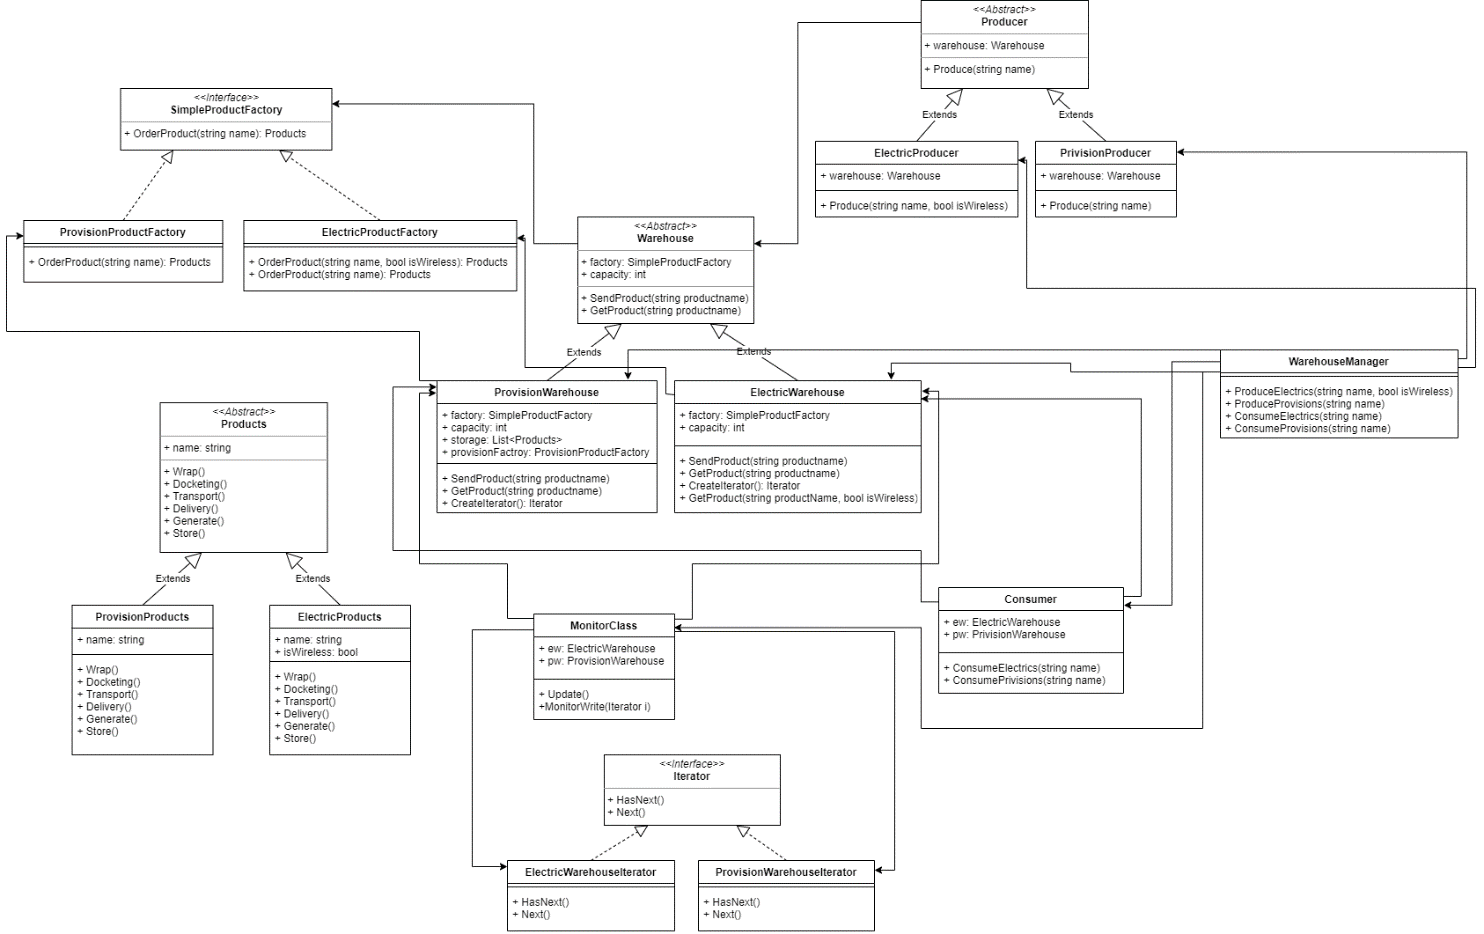 <<Abstract>>
Producer
+ warehouse: Warehouse
+ Produce(string name)
Extends
Extends
<<Interface>>
SimpleProductFactory
+ OrderProduct(string name): Products
ElectricProducer
+ warehouse: Warehouse
+ Produce(string name, bool isWireless)
PrivisionProducer
+ warehouse: Warehouse
+ Produce(string name)
ProvisionProductFactory
+ OrderProduct(string name): Products
ElectricProductFactory
+ OrderProduct(string name, bool isWireless): Products
+ OrderProduct(string name): Products
<<Abstract>>
Warehouse
+ factory: SimpleProductFactory
+ capacity: int
+ SendProduct(string productname)
+ GetProduct(string productname)
Extends
Extends
WarehouseManager
+ ProduceElectrics(string name, bool isWireless)
+ ProduceProvisions(string name)
+ ConsumeElectrics(string name)
+ ConsumeProvisions(string name)
ProvisionWarehouse
+ factory: SimpleProductFactory
+ capacity: int
+ storage: List<Products>
+ provisionFactroy: ProvisionProductFactory
+ SendProduct(string productname)
+ GetProduct(string productname)
+ CreateIterator(): Iterator
ElectricWarehouse
+ factory: SimpleProductFactory
+ capacity: int
+ SendProduct(string productname)
+ GetProduct(string productname)
+ CreateIterator(): Iterator
+ GetProduct(string productName, bool isWireless)
<<Abstract>>
Products
+ name: string
+ Wrap()
+ Docketing()
+ Transport()
+ Delivery()
+ Generate()
+ Store()
Extends
Extends
ProvisionProducts
+ name: string
+ Wrap()
+ Docketing()
+ Transport()
+ Delivery()
+ Generate()
+ Store()
ElectricProducts
+ name: string
+ isWireless: bool
+ Wrap()
+ Docketing()
+ Transport()
+ Delivery()
+ Generate()
+ Store()
MonitorClass
+ ew: ElectricWarehouse
+ pw: ProvisionWarehouse
+ Update()
+MonitorWrite(Iterator i)
Consumer
+ ew: ElectricWarehouse
+ pw: PrivisionWarehouse
+ ConsumeElectrics(string name)
+ ConsumePrivisions(string name)
<<Interface>>
Iterator
+ HasNext()
+ Next()
ElectricWarehouseIterator
+ HasNext()
+ Next()
ProvisionWarehouseIterator
+ HasNext()
+ Next()